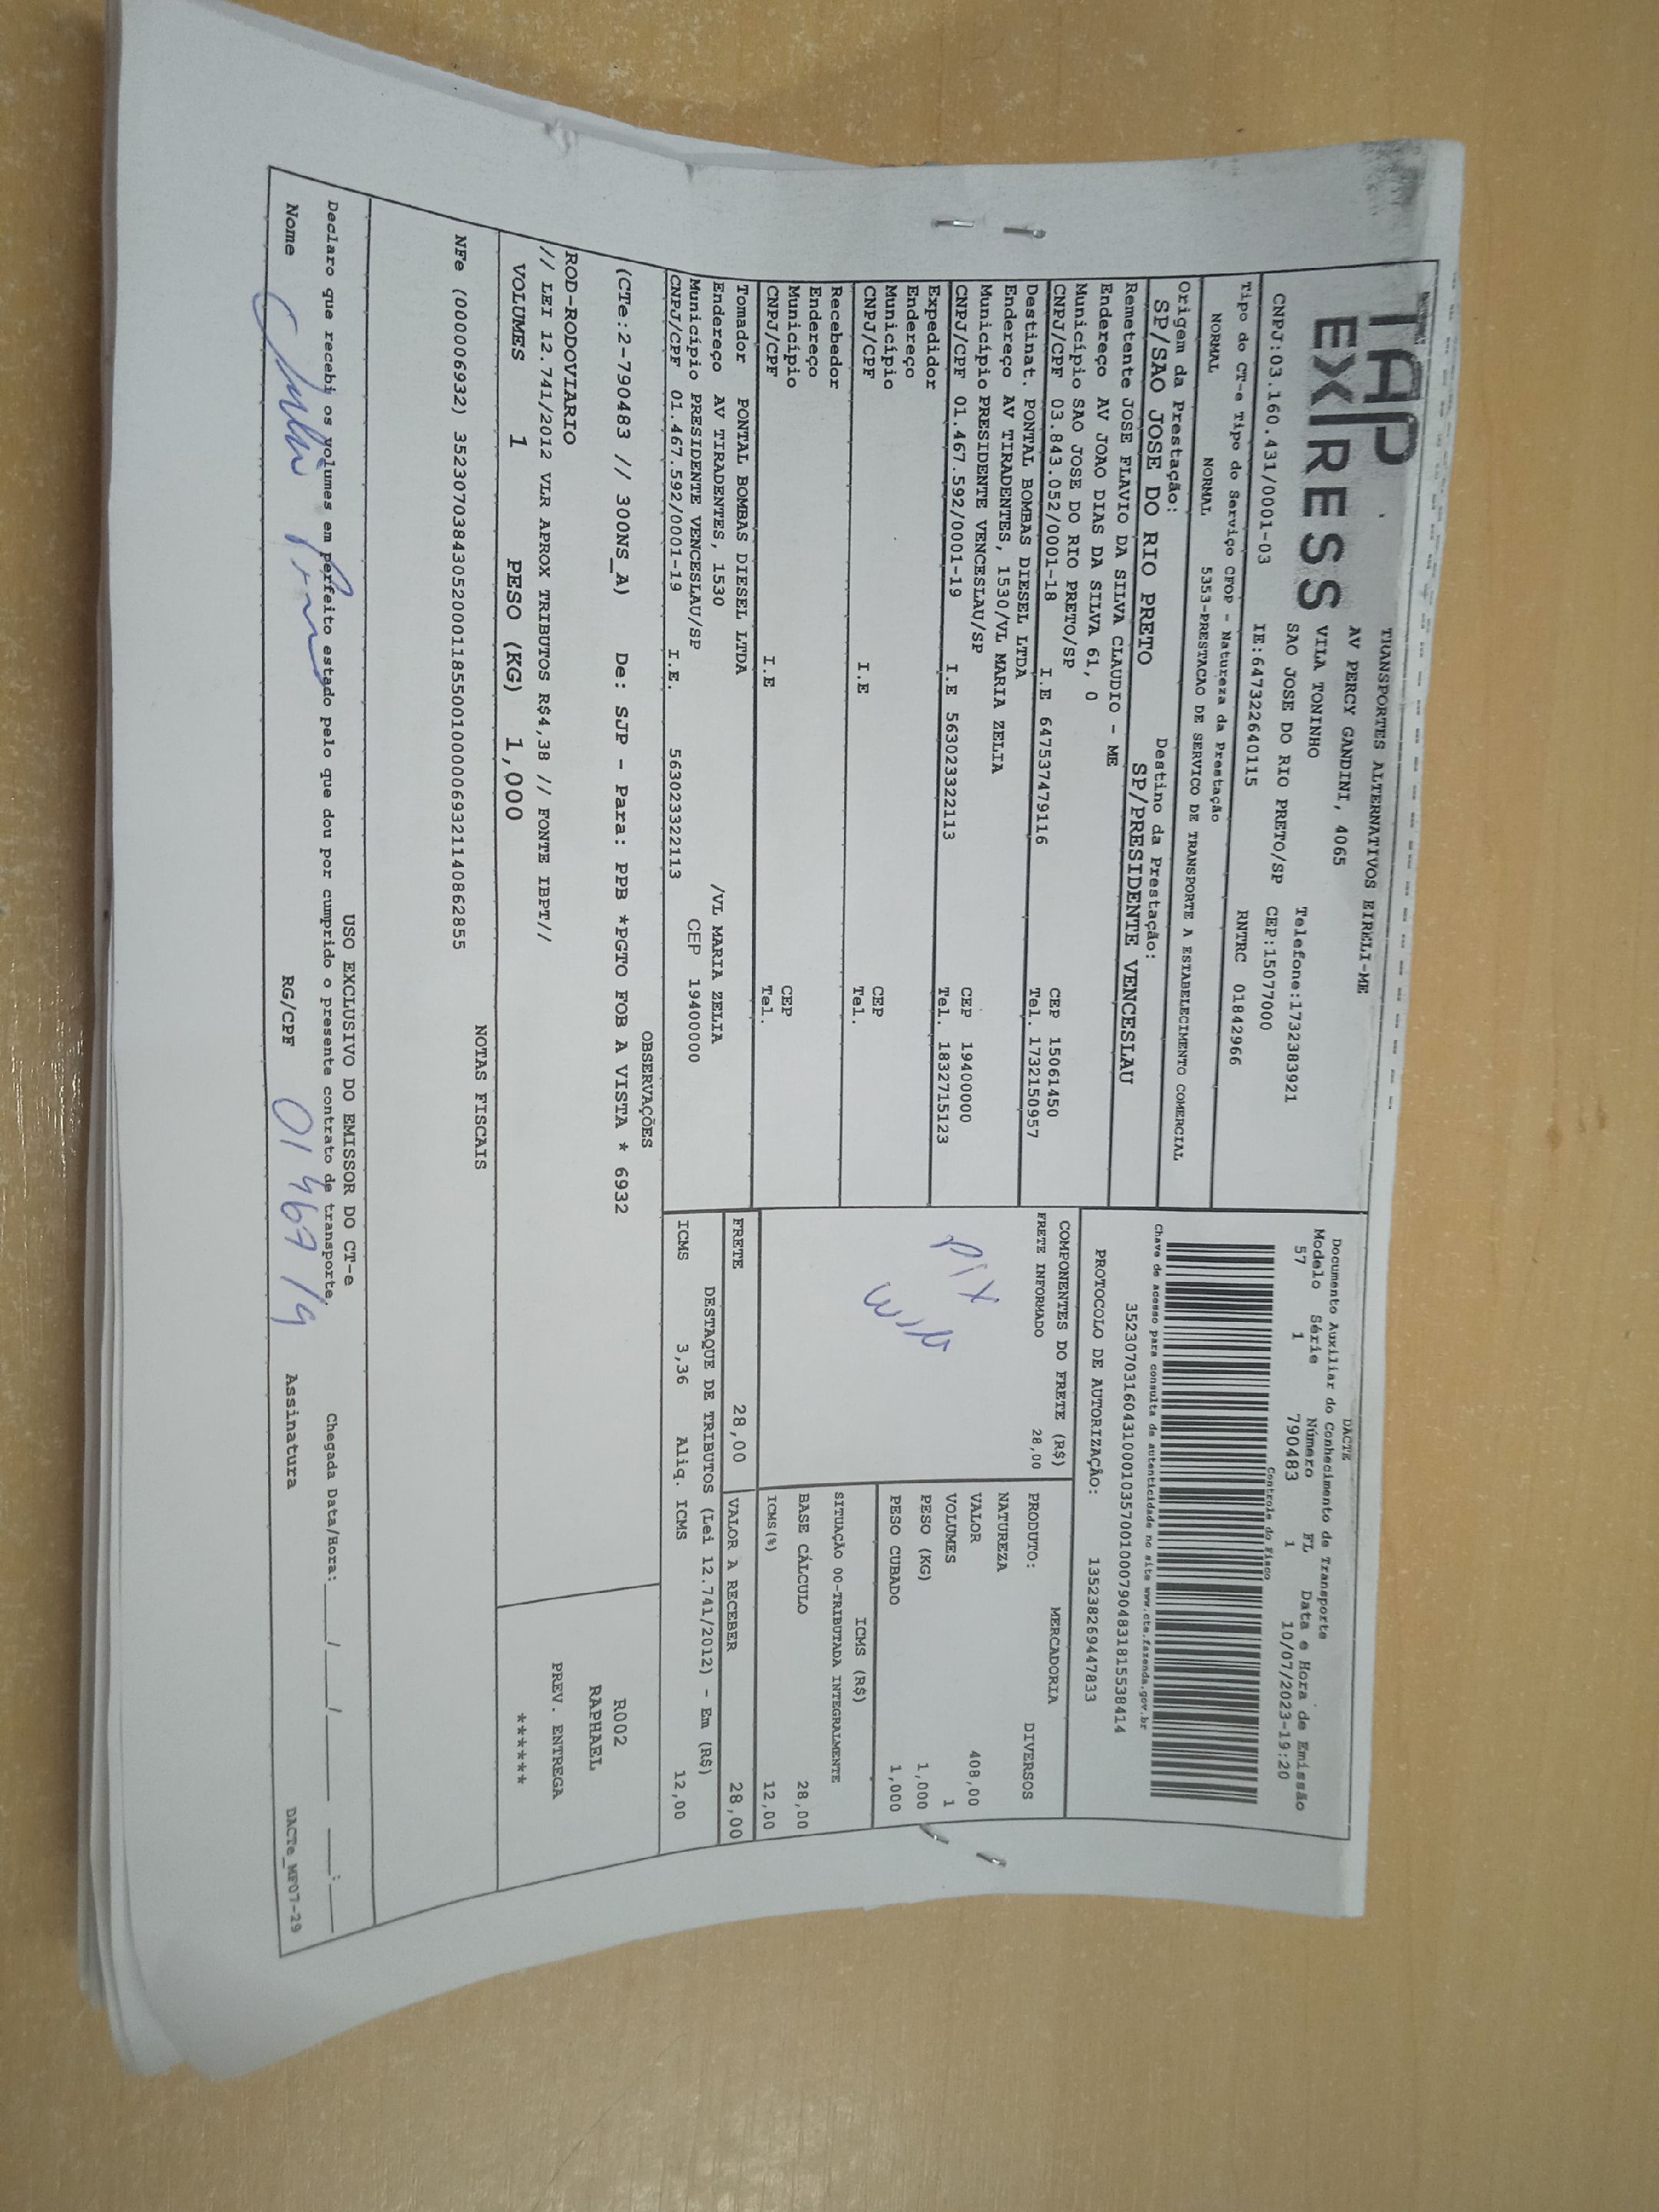 TAP
EXPRESS
TRANSPORTES ALTERNATIVOS EIRELI-ME
AV PERCY GANDINI, 4065
VILA TONINHO Telefone:1732383921
SAO JOSE DO RIO PRETO/SP CEP:15077000
CNPJ:03.160.431/0001-03 IE:647322640115 RNTRC 01842966
Tipo do CT-e Tipo do Serviço CFOP - Natureza da Prestação
NORMAL NORMAL 5353-PRESTACAO DE SERVICO DE TRANSPORTE A ESTABELECIMENTO COMERCIAL
Origem da Prestação: Destino da Prestação:
SP/SAO JOSE DO RIO PRETO SP/PRESIDENTE VENCESLAU
DACTE
Documento Auxiliar do Conhecimento de Transporte
Modelo Série Número FL Data e Hora de Emissão
57 1 790483 1 10/07/2023-19:20
Controle do Fisco
Chave de acesso para consulta de autenticidade no site www.cte.fazenda.gov.br
35230703160431000103570010007904831815538414
PROTOCOLO DE AUTORIZAÇÃO: 135238269447833
Remetente JOSE FLAVIO DA SILVA CLAUDIO - ME
Endereço AV JOAO DIAS DA SILVA 61, 0
Município SAO JOSE DO RIO PRETO/SP CEP 15061450
CNPJ/CPF 03.843.052/0001-18 I.E 647537479116 Tel. 1732150957
Destinat. PONTAL BOMBAS DIESEL LTDA
Endereço AV TIRADENTES, 1530/VL MARIA ZELIA
Município PRESIDENTE VENCESLAU/SP CEP 19400000
CNPJ/CPF 01.467.592/0001-19 I.E 563023322113 Tel. 1832715123
Expedidor
Endereço
Município CEP
CNPJ/CPF I.E Tel.
Recebedor
Endereço
Município CEP
CNPJ/CPF I.E Tel.
Tomador PONTAL BOMBAS DIESEL LTDA
Endereço AV TIRADENTES, 1530 /VL MARIA ZELIA
Município PRESIDENTE VENCESLAU/SP CEP 19400000
CNPJ/CPF 01.467.592/0001-19 I.E. 563023322113
COMPONENTES DO FRETE (R$)
FRETE INFORMADO 28,00
PIX
MERCADORIA
PRODUTO: DIVERSOS
NATUREZA
VALOR 408,00
VOLUMES 1
PESO (KG) 1,000
PESO CUBADO 1,000
ICMS (R$)
SITUAÇÃO 00-TRIBUTADA INTEGRALMENTE
BASE CÁLCULO 28,00
ICMS(%) 12,00
FRETE 28,00 VALOR A RECEBER 28,00
DESTAQUE DE TRIBUTOS (Lei 12.741/2012) - Em (R$)
ICMS 3,36 Aliq. ICMS 12,00
OBSERVAÇÕES
(CTe:2-790483 // 300NS_A) De: SJP - Para: PPB *PGTO FOB A VISTA * 6932
ROD-RODOVIARIO
// LEI 12.741/2012 VLR APROX TRIBUTOS R$4,38 // FONTE IBPT//
R002
RAPHAEL
PREV. ENTREGA
******
VOLUMES 1 PESO (KG) 1,000
NOTAS FISCAIS
NFe (000006932) 35230703843052000118550010000069321140862855
USO EXCLUSIVO DO EMISSOR DO CT-e
Declaro que recebi os volumes em perfeito estado pelo que dou por cumprido o presente contrato de transporte. Chegada Data/Hora:____/____/____ ____:____
Nome RG/CPF 01 467 19 Assinatura DACTe_MF07-29